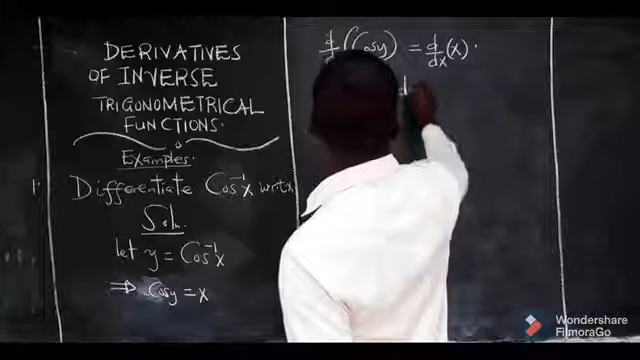 DERIVATIVES
OF INVERSE
TRIGONOMETRICAL
FUNCTIONS.
Examples.
1. Differentiate Cos⁻¹x wrt x
Soln.
let y = Cos⁻¹x
⇒ Cosy = x
d/d (Cosy) = d/dx (x).
d
Wondershare
FilmoraGo